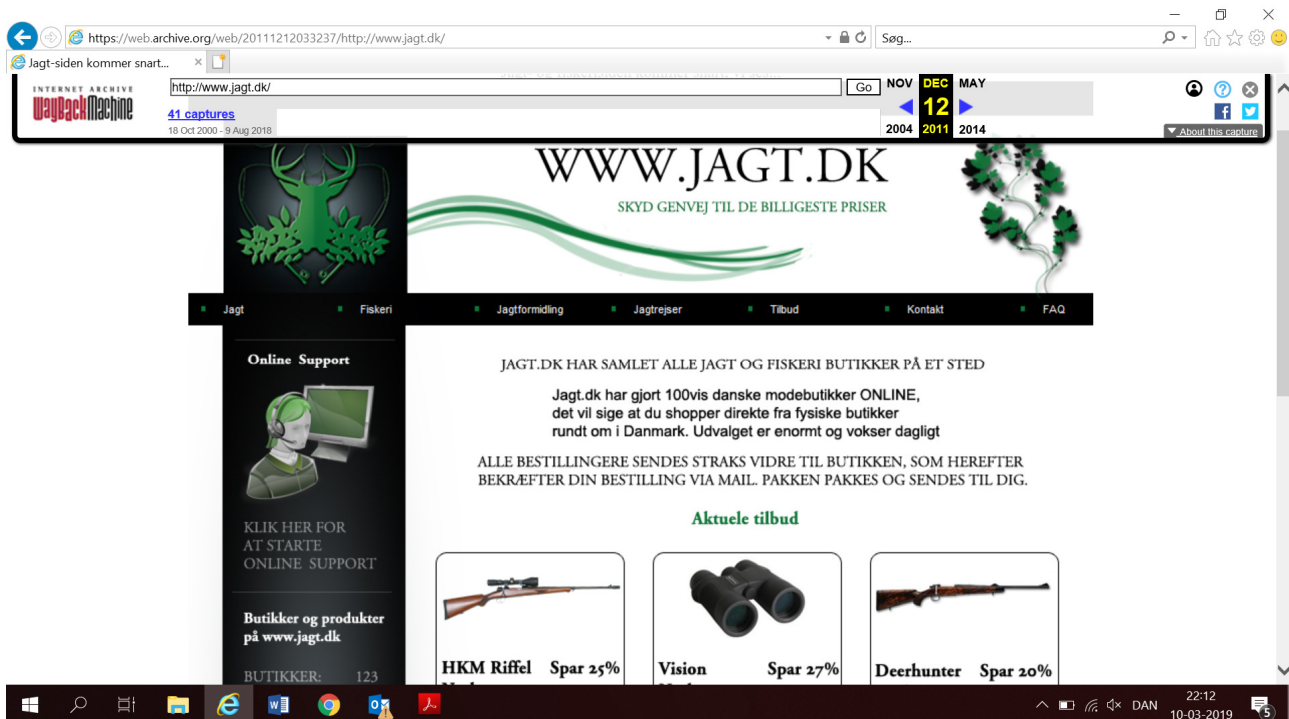 https://web.archive.org/web/20111212033237/http://www.jagt.dk/
Søg...
Jagt-siden kommer snart...
INTERNET ARCHIVE
WayBackMachine
http://www.jagt.dk/
Go
NOV DEC MAY
41 captures
12
18 Oct 2000 - 9 Aug 2018
2004 2011 2014
About this capture
WWW.JAGT.DK
SKYD GENVEJ TIL DE BILLIGESTE PRISER
Jagt Fiskeri Jagtformidling Jagtrejser Tilbud Kontakt FAQ
Online Support
KLIK HER FOR
AT STARTE
ONLINE SUPPORT
Butikker og produkter
på www.jagt.dk
BUTIKKER: 123
JAGT.DK HAR SAMLET ALLE JAGT OG FISKERI BUTIKKER PÅ ET STED
Jagt.dk har gjort 100vis danske modebutikker ONLINE,
det vil sige at du shopper direkte fra fysiske butikker
rundt om i Danmark. Udvalget er enormt og vokser dagligt
ALLE BESTILLINGERE SENDES STRAKS VIDRE TIL BUTIKKEN, SOM HEREFTER
BEKRÆFTER DIN BESTILLING VIA MAIL. PAKKEN PAKKES OG SENDES TIL DIG.
Aktuele tilbud
HKM Riffel Spar 25%
Vision Spar 27%
Deerhunter Spar 20%
DAN
22:12
10-03-2019
5